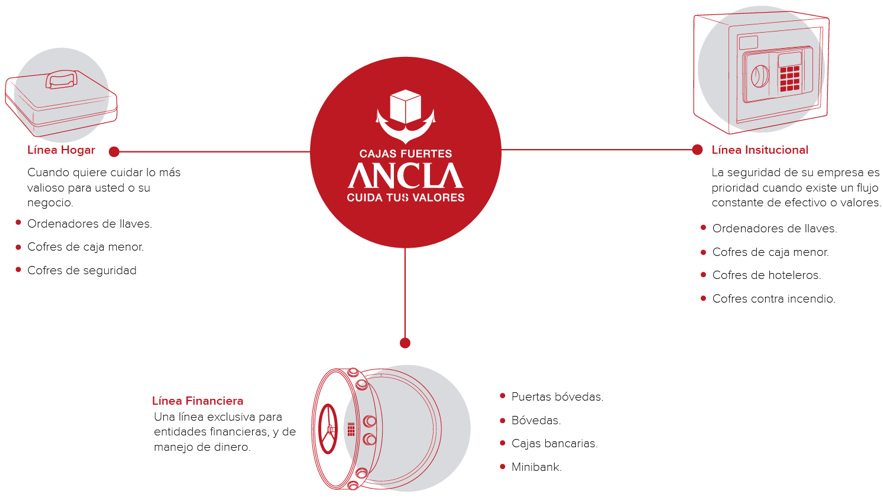 CAJAS FUERTES
ANCLA
CUIDA TUS VALORES
Línea Hogar
Cuando quiere cuidar lo más
valioso para usted o su
negocio.
Ordenadores de llaves.
Cofres de caja menor.
Cofres de seguridad
Línea Insitucional
La seguridad de su empresa es
prioridad cuando existe un flujo
constante de efectivo o valores.
Ordenadores de llaves.
Cofres de caja menor.
Cofres de hoteleros.
Cofres contra incendio.
Línea Financiera
Una línea exclusiva para
entidades financieras, y de
manejo de dinero.
Puertas bóvedas.
Bóvedas.
Cajas bancarias.
Minibank.